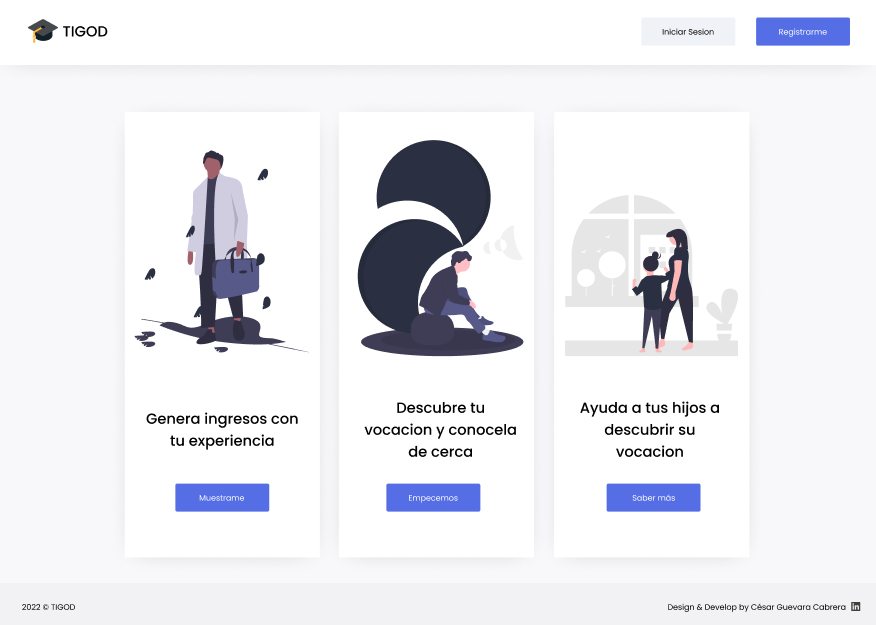 TIGOD
Iniciar Sesion
Registrarme
Genera ingresos con
tu experiencia
Muestrame
Descubre tu
vocacion y conocela
de cerca
Empecemos
Ayuda a tus hijos a
descubrir su
vocacion
Saber más
2022 © TIGOD
Design & Develop by César Guevara Cabrera